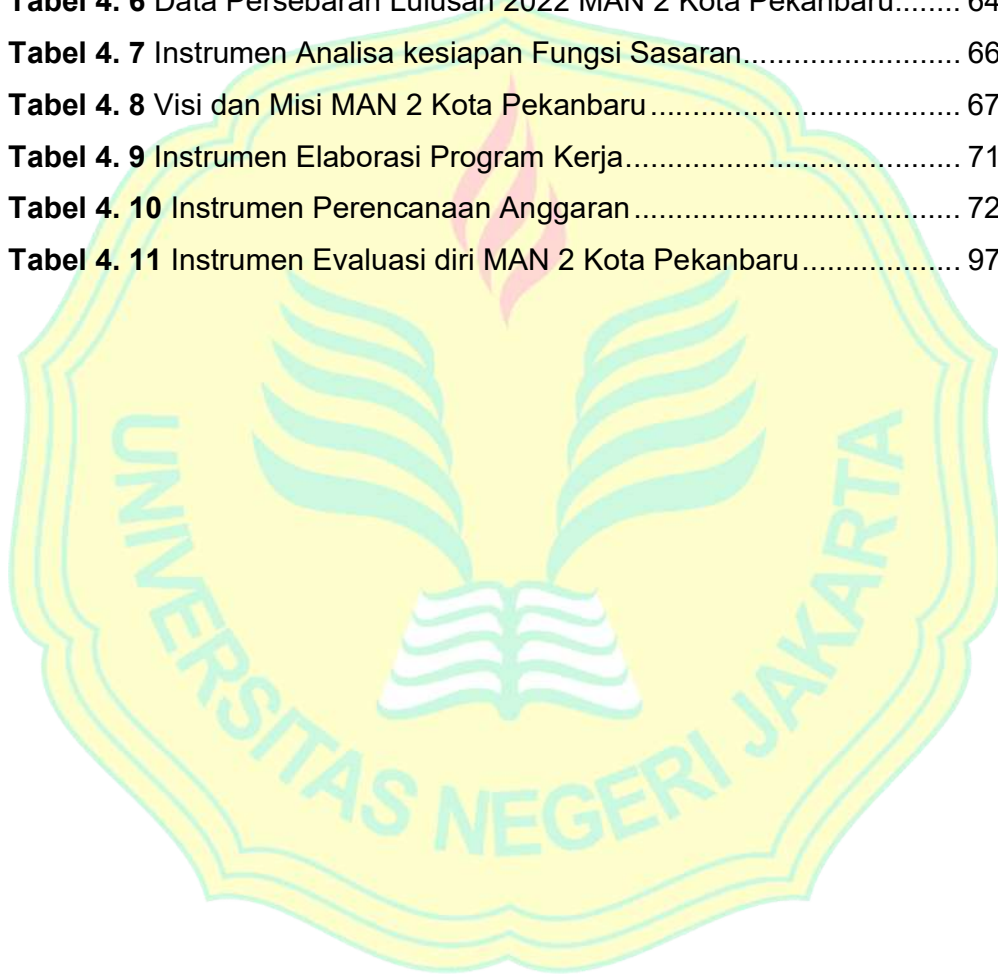 Tabel 4. 6 Data Persebaran Lulusan 2022 MAN 2 Kota Pekanbaru........ 64
Tabel 4. 7 Instrumen Analisa kesiapan Fungsi Sasaran.......................... 66
Tabel 4. 8 Visi dan Misi MAN 2 Kota Pekanbaru..................................... 67
Tabel 4. 9 Instrumen Elaborasi Program Kerja........................................ 71
Tabel 4. 10 Instrumen Perencanaan Anggaran....................................... 72
Tabel 4. 11 Instrumen Evaluasi diri MAN 2 Kota Pekanbaru................... 97
UNIVERSITAS NEGERI JAKARTA